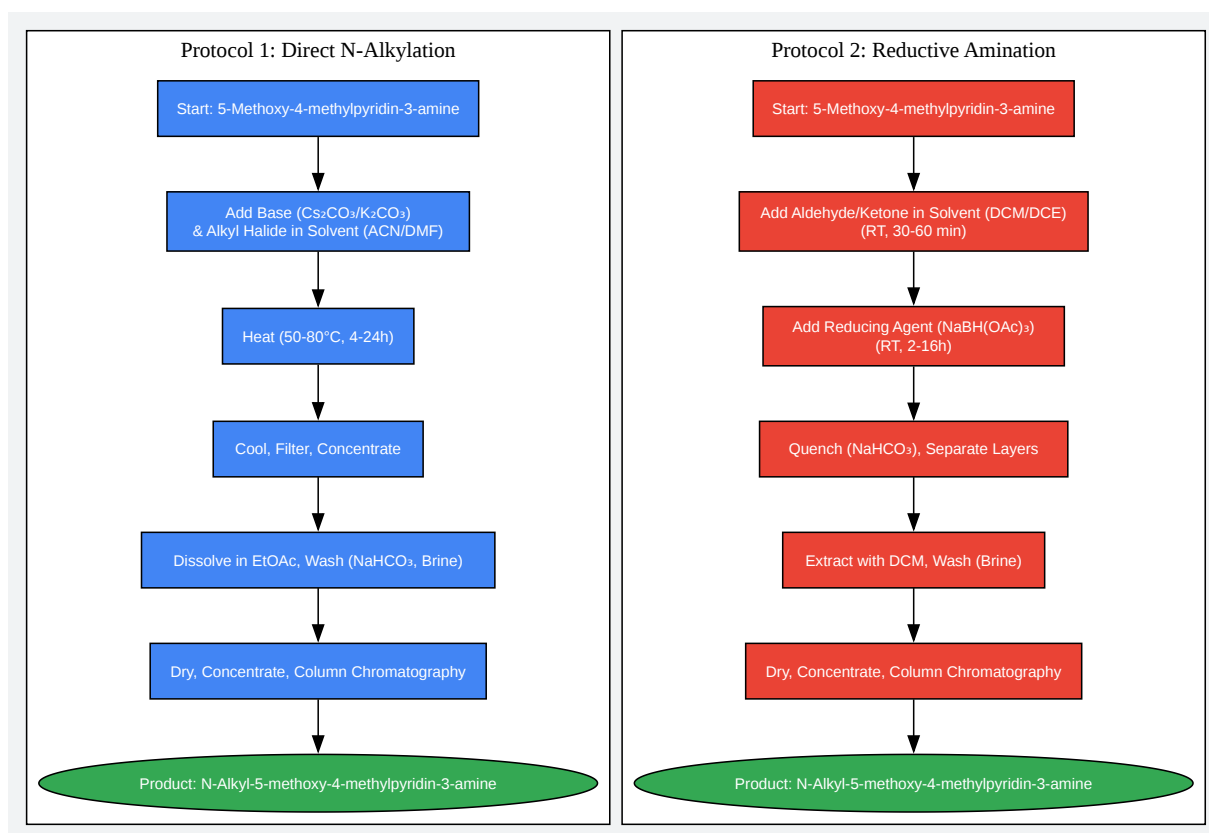 Protocol 1: Direct N-Alkylation
Start: 5-Methoxy-4-methylpyridin-3-amine
Add Base (Cs₂CO₃/K₂CO₃)
& Alkyl Halide in Solvent (ACN/DMF)
Heat (50-80°C, 4-24h)
Cool, Filter, Concentrate
Dissolve in EtOAc, Wash (NaHCO₃, Brine)
Dry, Concentrate, Column Chromatography
Product: N-Alkyl-5-methoxy-4-methylpyridin-3-amine
Protocol 2: Reductive Amination
Start: 5-Methoxy-4-methylpyridin-3-amine
Add Aldehyde/Ketone in Solvent (DCM/DCE)
(RT, 30-60 min)
Add Reducing Agent (NaBH(OAc)₃)
(RT, 2-16h)
Quench (NaHCO₃), Separate Layers
Extract with DCM, Wash (Brine)
Dry, Concentrate, Column Chromatography
Product: N-Alkyl-5-methoxy-4-methylpyridin-3-amine